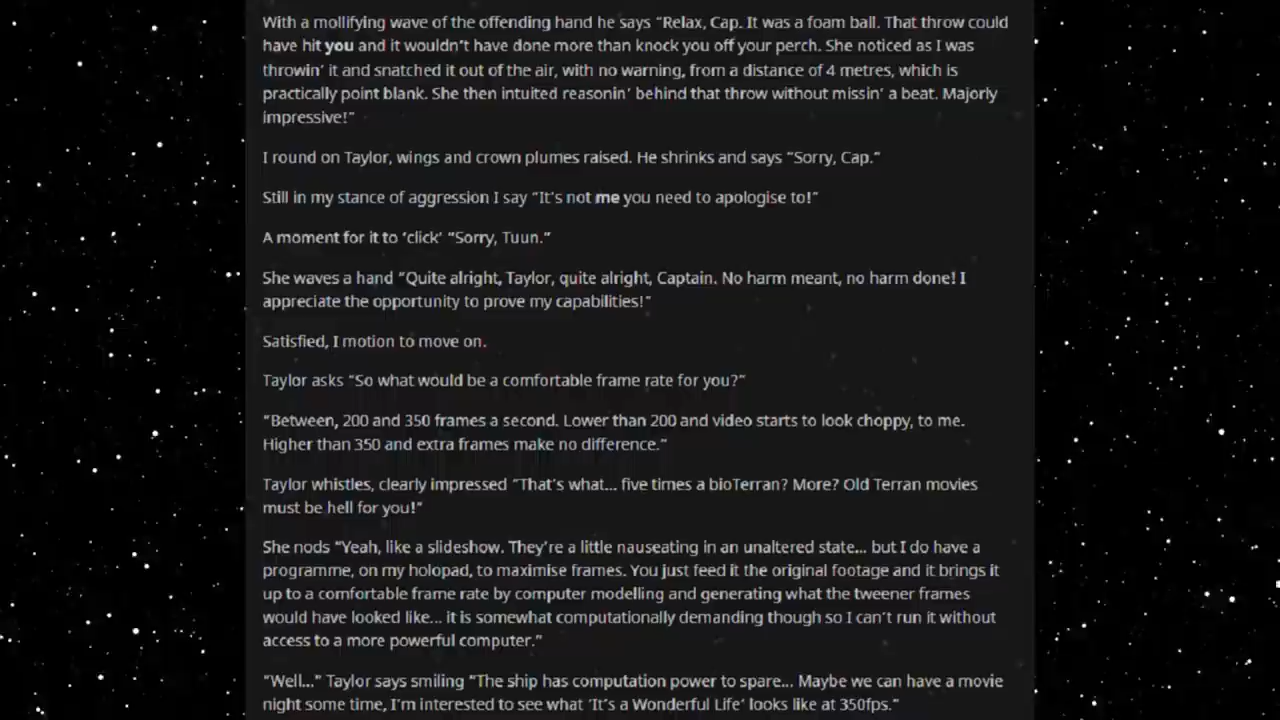 With a mollifying wave of the offending hand he says “Relax, Cap. It was a foam ball. That throw could
have hit you and it wouldn’t have done more than knock you off your perch. She noticed as I was
throwin’ it and snatched it out of the air, with no warning, from a distance of 4 metres, which is
practically point blank. She then intuited reasonin’ behind that throw without missin’ a beat. Majorly
impressive!”
I round on Taylor, wings and crown plumes raised. He shrinks and says “Sorry, Cap.”
Still in my stance of aggression I say “It’s not me you need to apologise to!”
A moment for it to ‘click’ “Sorry, Tuun.”
She waves a hand “Quite alright, Taylor, quite alright, Captain. No harm meant, no harm done! I
appreciate the opportunity to prove my capabilities!”
Satisfied, I motion to move on.
Taylor asks “So what would be a comfortable frame rate for you?”
“Between, 200 and 350 frames a second. Lower than 200 and video starts to look choppy, to me.
Higher than 350 and extra frames make no difference.”
Taylor whistles, clearly impressed “That’s what... five times a bioTerran? More? Old Terran movies
must be hell for you!”
She nods “Yeah, like a slideshow. They’re a little nauseating in an unaltered state... but I do have a
programme, on my holopad, to maximise frames. You just feed it the original footage and it brings it
up to a comfortable frame rate by computer modelling and generating what the tweener frames
would have looked like... it is somewhat computationally demanding though so I can’t run it without
access to a more powerful computer.”
“Well...” Taylor says smiling “The ship has computation power to spare... Maybe we can have a movie
night some time, I’m interested to see what ‘It’s a Wonderful Life’ looks like at 350fps.”